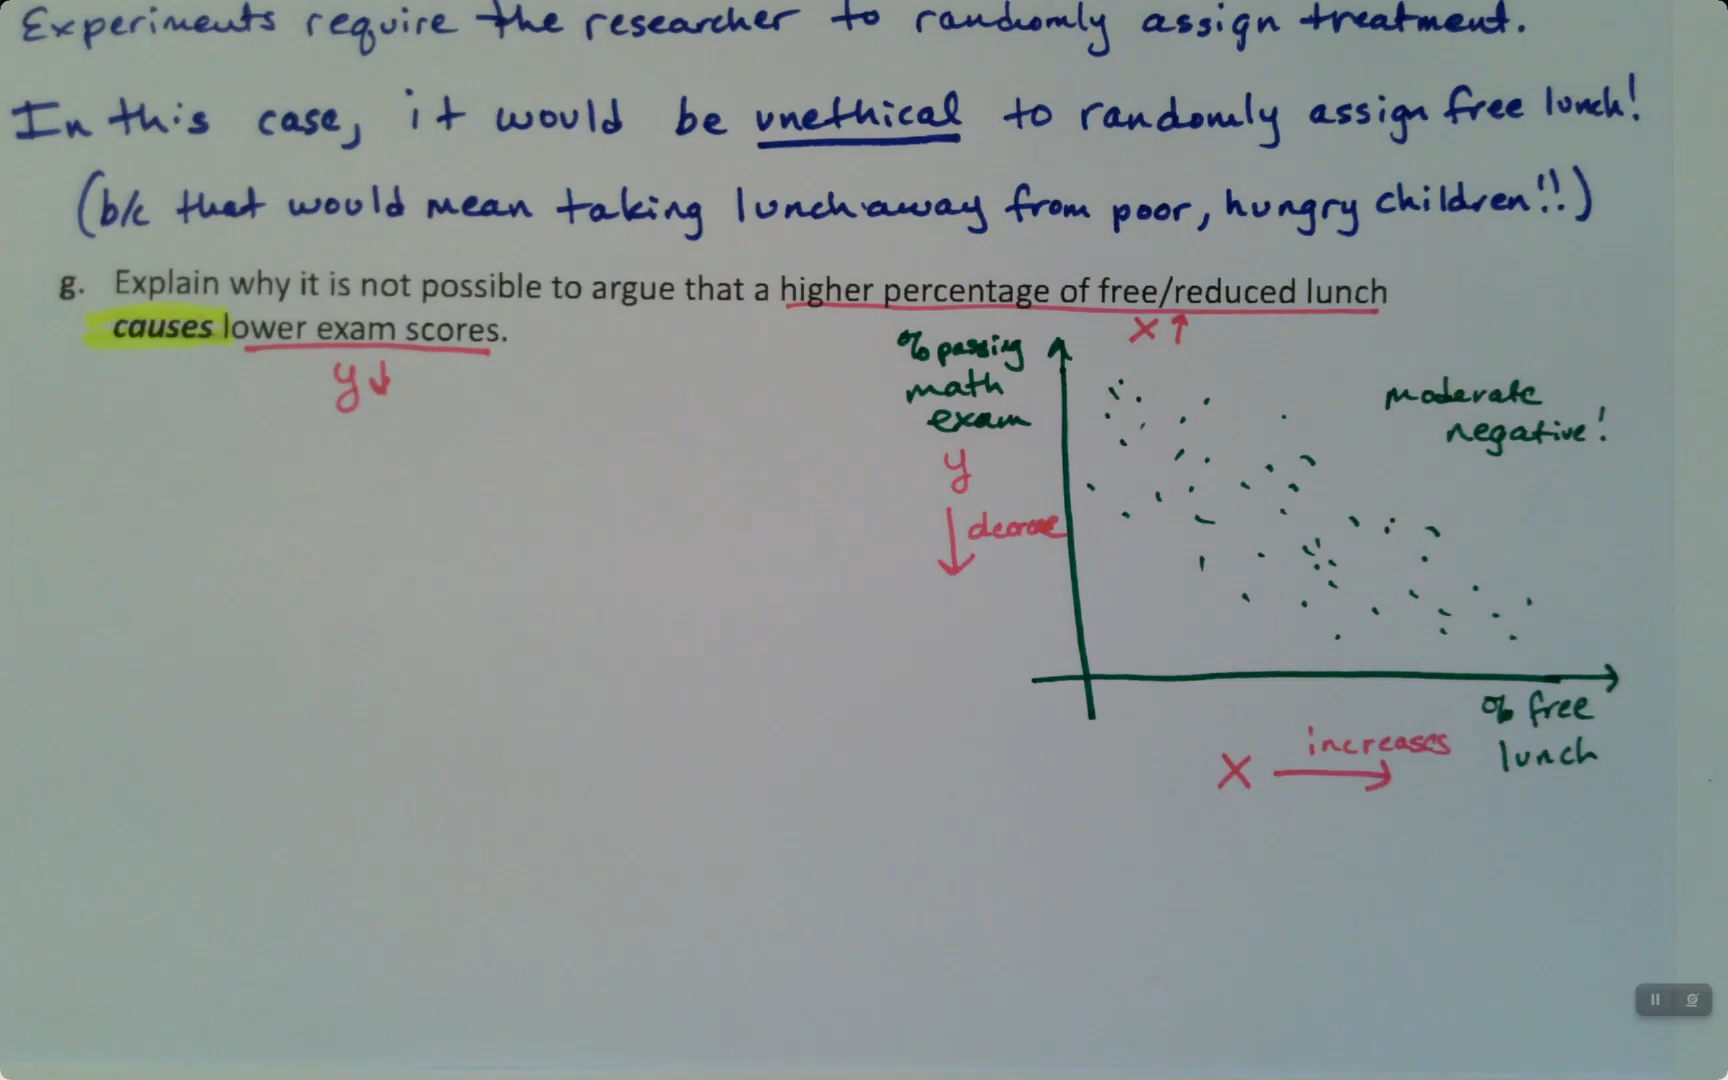 Experiments require the researcher to randomly assign treatment.
In this case, it would be unethical to randomly assign free lunch!
(b/c that would mean taking lunch away from poor, hungry children!!)
g. Explain why it is not possible to argue that a higher percentage of free/reduced lunch
causes lower exam scores.
x ↑
y ↓
% passing
math
exam
y
↓ decrease
moderate
negative!
% free
lunch
x → increases